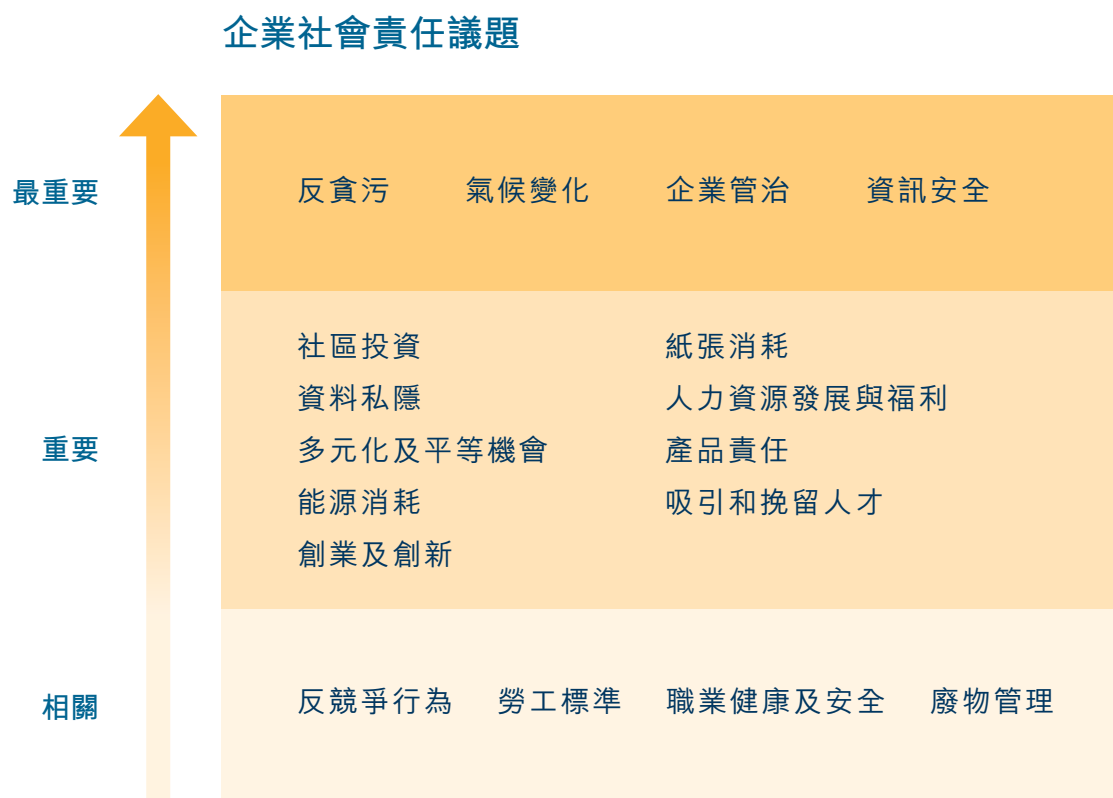 企業社會責任議題
最重要
反貪污 氣候變化 企業管治 資訊安全
重要
社區投資 紙張消耗
資料私隱 人力資源發展與福利
多元化及平等機會 產品責任
能源消耗 吸引和挽留人才
創業及創新
相關
反競爭行為 勞工標準 職業健康及安全 廢物管理